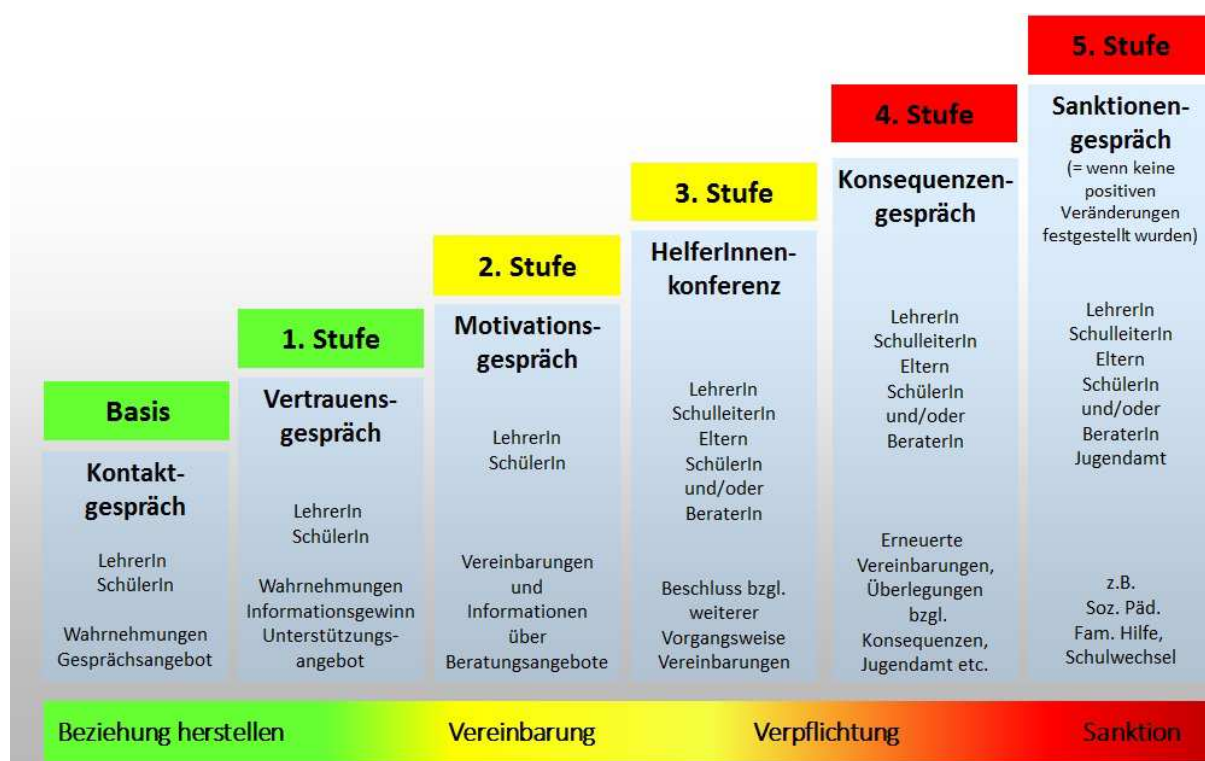 Basis
Kontakt-
gespräch
LehrerIn
SchülerIn
Wahrnehmungen
Gesprächsangebot
1. Stufe
Vertrauens-
gespräch
LehrerIn
SchülerIn
Wahrnehmungen
Informationsgewinn
Unterstützungs-
angebot
2. Stufe
Motivations-
gespräch
LehrerIn
SchülerIn
Vereinbarungen
und
Informationen
über
Beratungsangebote
3. Stufe
HelferInnen-
konferenz
LehrerIn
SchulleiterIn
Eltern
SchülerIn
und/oder
BeraterIn
Beschluss bzgl.
weiterer
Vorgangsweise
Vereinbarungen
4. Stufe
Konsequenzen-
gespräch
LehrerIn
SchulleiterIn
Eltern
SchülerIn
und/oder
BeraterIn
Erneuerte
Vereinbarungen,
Überlegungen
bzgl.
Konsequenzen,
Jugendamt etc.
5. Stufe
Sanktionen-
gespräch
(= wenn keine
positiven
Veränderungen
festgestellt wurden)
LehrerIn
SchulleiterIn
Eltern
SchülerIn
und/oder
BeraterIn
Jugendamt
z.B.
Soz. Päd.
Fam. Hilfe,
Schulwechsel
Beziehung herstellen
Vereinbarung
Verpflichtung
Sanktion